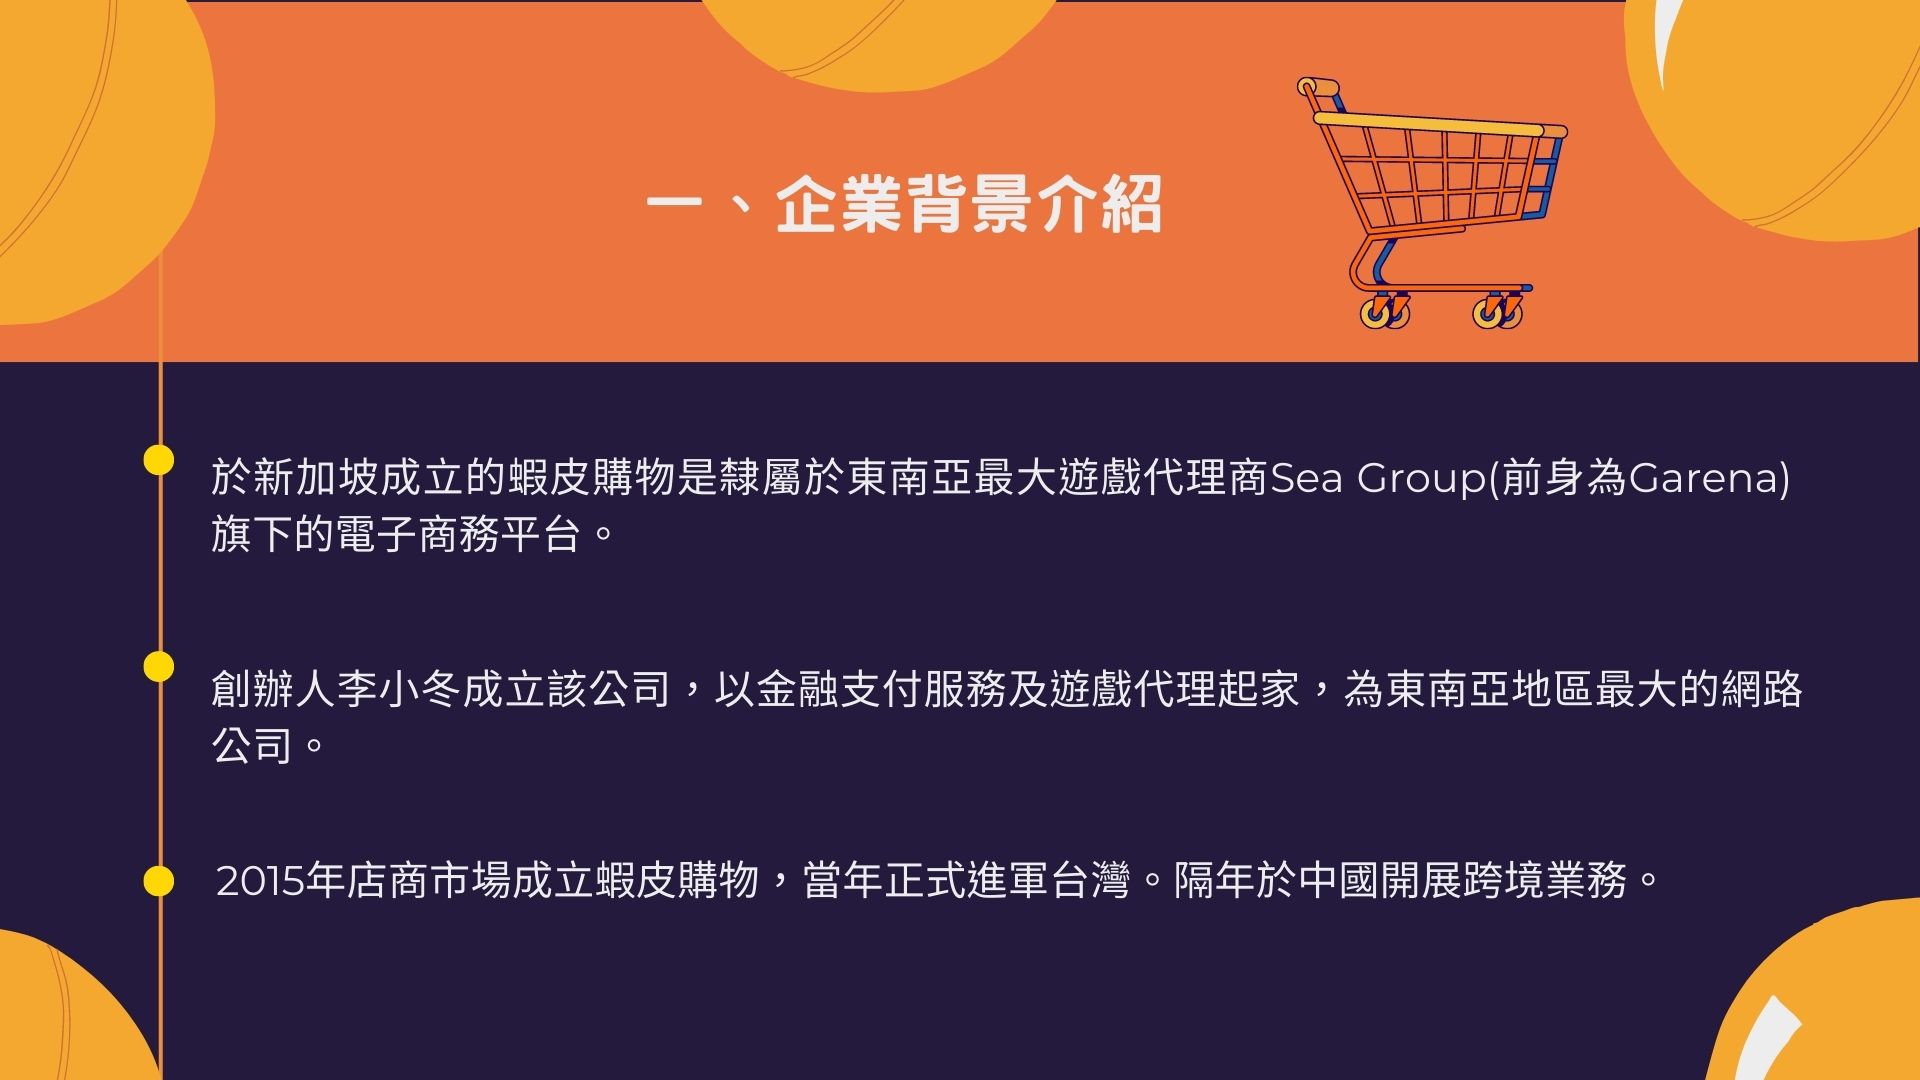 一、企業背景介紹
於新加坡成立的蝦皮購物是隸屬於東南亞最大遊戲代理商Sea Group(前身為Garena)
旗下的電子商務平台。
創辦人李小冬成立該公司，以金融支付服務及遊戲代理起家，為東南亞地區最大的網路
公司。
2015年店商市場成立蝦皮購物，當年正式進軍台灣。隔年於中國開展跨境業務。